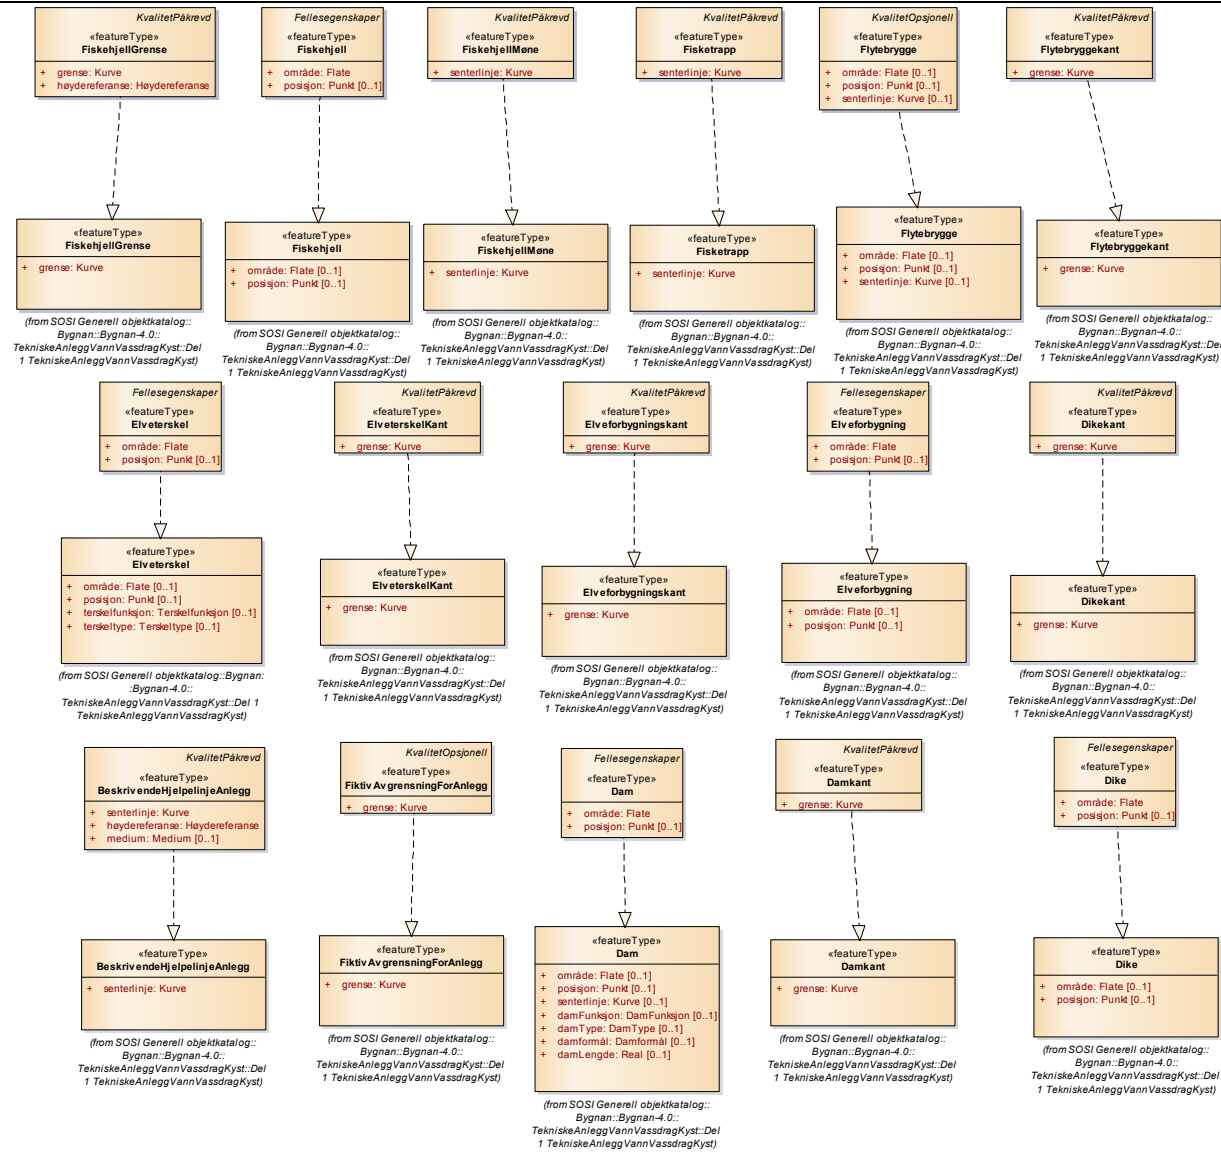 KvalitetPåkrevd
«featureType»
FiskehjellGrense
+ grense: Kurve
+ høydereferanse: Høydereferanse
Fellesegenskaper
«featureType»
Fiskehjell
+ område: Flate
+ posisjon: Punkt [0..1]
KvalitetPåkrevd
«featureType»
FiskehjellMøne
+ senterlinje: Kurve
KvalitetPåkrevd
«featureType»
Fisketrapp
+ senterlinje: Kurve
KvalitetOpsjonell
«featureType»
Flytebrygge
+ område: Flate [0..1]
+ posisjon: Punkt [0..1]
+ senterlinje: Kurve [0..1]
KvalitetPåkrevd
«featureType»
Flytebryggekant
+ grense: Kurve
«featureType»
FiskehjellGrense
+ grense: Kurve
(from SOSI Generell objektkatalog::
Bygnan::Bygnan-4.0::
TekniskeAnleggVannVassdragKyst::Del
1 TekniskeAnleggVannVassdragKyst)
«featureType»
Fiskehjell
+ område: Flate [0..1]
+ posisjon: Punkt [0..1]
(from SOSI Generell objektkatalog::
Bygnan::Bygnan-4.0::
TekniskeAnleggVannVassdragKyst::Del
1 TekniskeAnleggVannVassdragKyst)
«featureType»
FiskehjellMøne
+ senterlinje: Kurve
(from SOSI Generell objektkatalog::
Bygnan::Bygnan-4.0::
TekniskeAnleggVannVassdragKyst::Del
1 TekniskeAnleggVannVassdragKyst)
«featureType»
Fisketrapp
+ senterlinje: Kurve
(from SOSI Generell objektkatalog::
Bygnan::Bygnan-4.0::
TekniskeAnleggVannVassdragKyst::Del
1 TekniskeAnleggVannVassdragKyst)
«featureType»
Flytebrygge
+ område: Flate [0..1]
+ posisjon: Punkt [0..1]
+ senterlinje: Kurve [0..1]
(from SOSI Generell objektkatalog::
Bygnan::Bygnan-4.0::
TekniskeAnleggVannVassdragKyst::Del
1 TekniskeAnleggVannVassdragKyst)
«featureType»
Flytebryggekant
+ grense: Kurve
(from SOSI Generell objektkatalog::
Bygnan::Bygnan-4.0::
TekniskeAnleggVannVassdragKyst::Del
1 TekniskeAnleggVannVassdragKyst)
Fellesegenskaper
«featureType»
Elveterskel
+ område: Flate
+ posisjon: Punkt [0..1]
KvalitetPåkrevd
«featureType»
ElveterskelKant
+ grense: Kurve
KvalitetPåkrevd
«featureType»
Elveforbygningskant
+ grense: Kurve
Fellesegenskaper
«featureType»
Elveforbygning
+ område: Flate
+ posisjon: Punkt [0..1]
KvalitetPåkrevd
«featureType»
Dikekant
+ grense: Kurve
«featureType»
Elveterskel
+ område: Flate [0..1]
+ posisjon: Punkt [0..1]
+ terskelfunksjon: Terskelfunksjon [0..1]
+ terskeltype: Terskeltype [0..1]
(from SOSI Generell objektkatalog::Bygnan:
:Bygnan-4.0::
TekniskeAnleggVannVassdragKyst::Del 1
TekniskeAnleggVannVassdragKyst)
«featureType»
ElveterskelKant
+ grense: Kurve
(from SOSI Generell objektkatalog::
Bygnan::Bygnan-4.0::
TekniskeAnleggVannVassdragKyst::Del
1 TekniskeAnleggVannVassdragKyst)
«featureType»
Elveforbygningskant
+ grense: Kurve
(from SOSI Generell objektkatalog::
Bygnan::Bygnan-4.0::
TekniskeAnleggVannVassdragKyst::Del
1 TekniskeAnleggVannVassdragKyst)
«featureType»
Elveforbygning
+ område: Flate [0..1]
+ posisjon: Punkt [0..1]
(from SOSI Generell objektkatalog::
Bygnan::Bygnan-4.0::
TekniskeAnleggVannVassdragKyst::Del
1 TekniskeAnleggVannVassdragKyst)
«featureType»
Dikekant
+ grense: Kurve
(from SOSI Generell objektkatalog::
Bygnan::Bygnan-4.0::
TekniskeAnleggVannVassdragKyst::Del
1 TekniskeAnleggVannVassdragKyst)
KvalitetPåkrevd
«featureType»
BeskrivendeHjelpelinjeAnlegg
+ senterlinje: Kurve
+ høydereferanse: Høydereferanse
+ medium: Medium [0..1]
KvalitetOpsjonell
«featureType»
FiktivAvgrensningForAnlegg
+ grense: Kurve
Fellesegenskaper
«featureType»
Dam
+ område: Flate
+ posisjon: Punkt [0..1]
KvalitetPåkrevd
«featureType»
Damkant
+ grense: Kurve
Fellesegenskaper
«featureType»
Dike
+ område: Flate
+ posisjon: Punkt [0..1]
«featureType»
BeskrivendeHjelpelinjeAnlegg
+ senterlinje: Kurve
(from SOSI Generell objektkatalog::
Bygnan::Bygnan-4.0::
TekniskeAnleggVannVassdragKyst::Del
1 TekniskeAnleggVannVassdragKyst)
«featureType»
FiktivAvgrensningForAnlegg
+ grense: Kurve
(from SOSI Generell objektkatalog::
Bygnan::Bygnan-4.0::
TekniskeAnleggVannVassdragKyst::Del
1 TekniskeAnleggVannVassdragKyst)
«featureType»
Dam
+ område: Flate [0..1]
+ posisjon: Punkt [0..1]
+ senterlinje: Kurve [0..1]
+ damFunksjon: DamFunksjon [0..1]
+ damType: DamType [0..1]
+ damformål: Damformål [0..1]
+ damLengde: Real [0..1]
(from SOSI Generell objektkatalog::
Bygnan::Bygnan-4.0::
TekniskeAnleggVannVassdragKyst::Del
1 TekniskeAnleggVannVassdragKyst)
«featureType»
Damkant
+ grense: Kurve
(from SOSI Generell objektkatalog::
Bygnan::Bygnan-4.0::
TekniskeAnleggVannVassdragKyst::Del
1 TekniskeAnleggVannVassdragKyst)
«featureType»
Dike
+ område: Flate [0..1]
+ posisjon: Punkt [0..1]
(from SOSI Generell objektkatalog::
Bygnan::Bygnan-4.0::
TekniskeAnleggVannVassdragKyst::Del
1 TekniskeAnleggVannVassdragKyst)